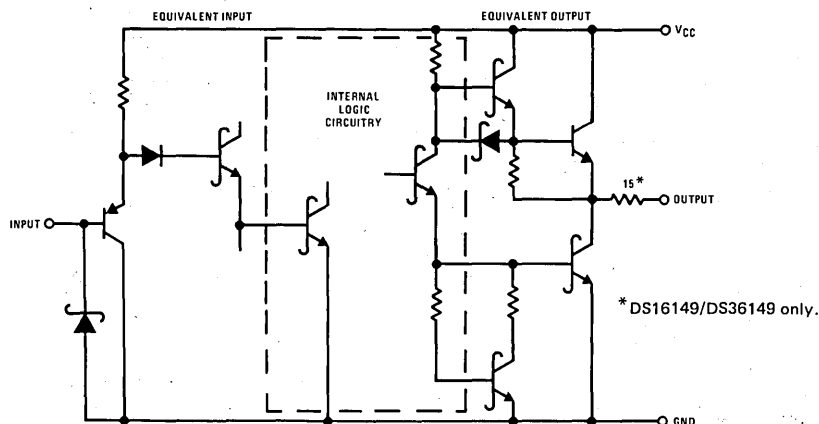 EQUIVALENT INPUT
EQUIVALENT OUTPUT
VCC
INTERNAL
LOGIC
CIRCUITRY
15*
OUTPUT
INPUT
*DS16149/DS36149 only.
GND